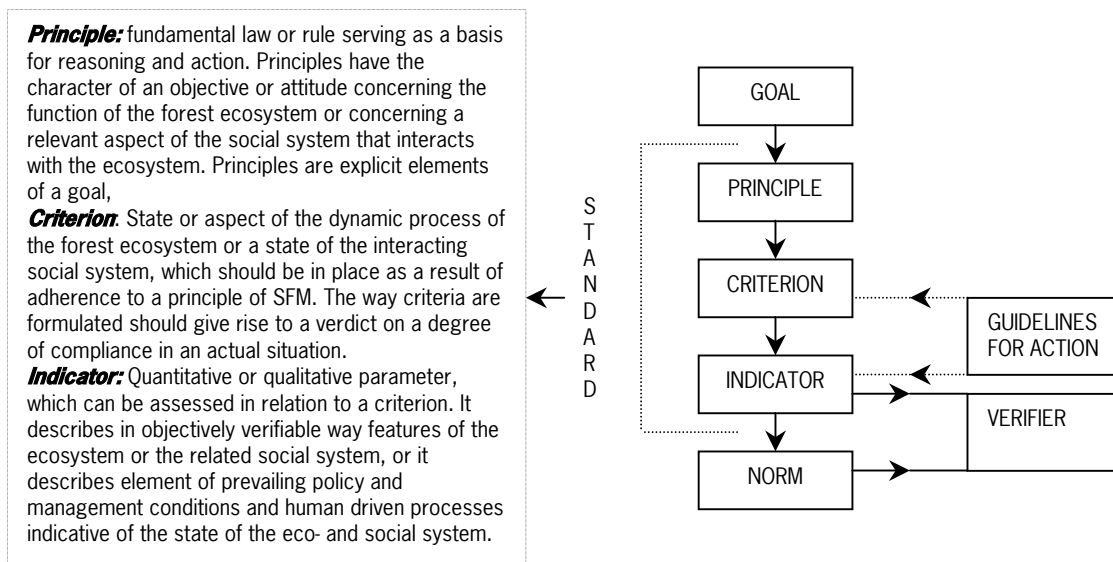 Principle: fundamental law or rule serving as a basis
for reasoning and action. Principles have the
character of an objective or attitude concerning the
function of the forest ecosystem or concerning a
relevant aspect of the social system that interacts
with the ecosystem. Principles are explicit elements
of a goal,
Criterion: State or aspect of the dynamic process of
the forest ecosystem or a state of the interacting
social system, which should be in place as a result of
adherence to a principle of SFM. The way criteria are
formulated should give rise to a verdict on a degree
of compliance in an actual situation.
Indicator: Quantitative or qualitative parameter,
which can be assessed in relation to a criterion. It
describes in objectively verifiable way features of the
ecosystem or the related social system, or it
describes element of prevailing policy and
management conditions and human driven processes
indicative of the state of the eco- and social system.
S
T
A
N
D
A
R
D
GOAL
PRINCIPLE
CRITERION
INDICATOR
NORM
GUIDELINES
FOR ACTION
VERIFIER